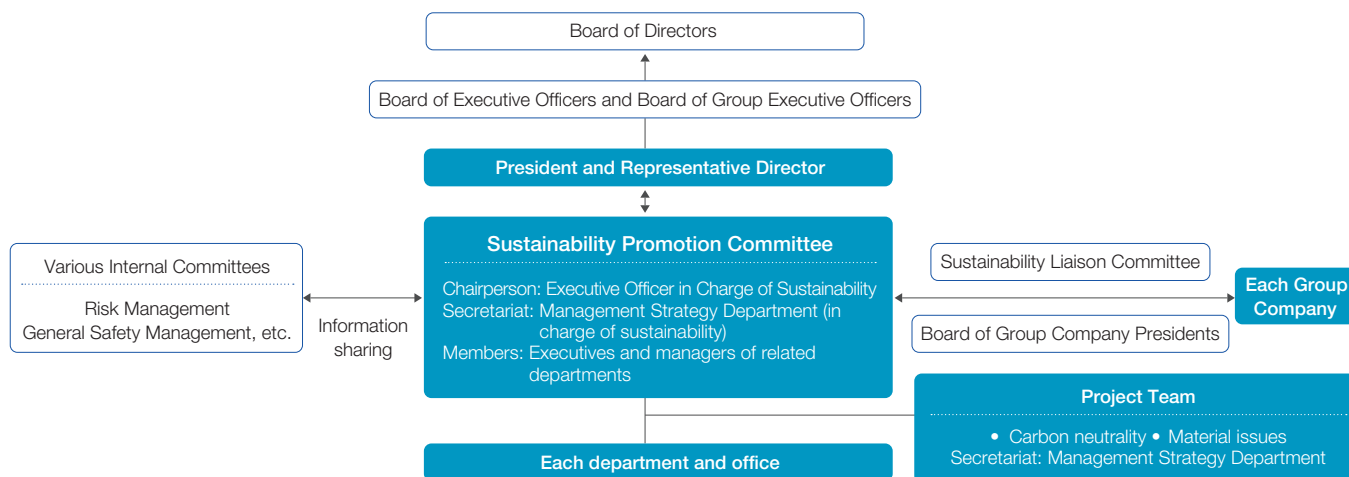 Board of Directors
Board of Executive Officers and Board of Group Executive Officers
President and Representative Director
Sustainability Promotion Committee
Chairperson: Executive Officer in Charge of Sustainability
Secretariat: Management Strategy Department (in
charge of sustainability)
Members: Executives and managers of related
departments
Various Internal Committees
Risk Management
General Safety Management, etc.
Information
sharing
Sustainability Liaison Committee
Board of Group Company Presidents
Each Group
Company
Project Team
• Carbon neutrality • Material issues
Secretariat: Management Strategy Department
Each department and office